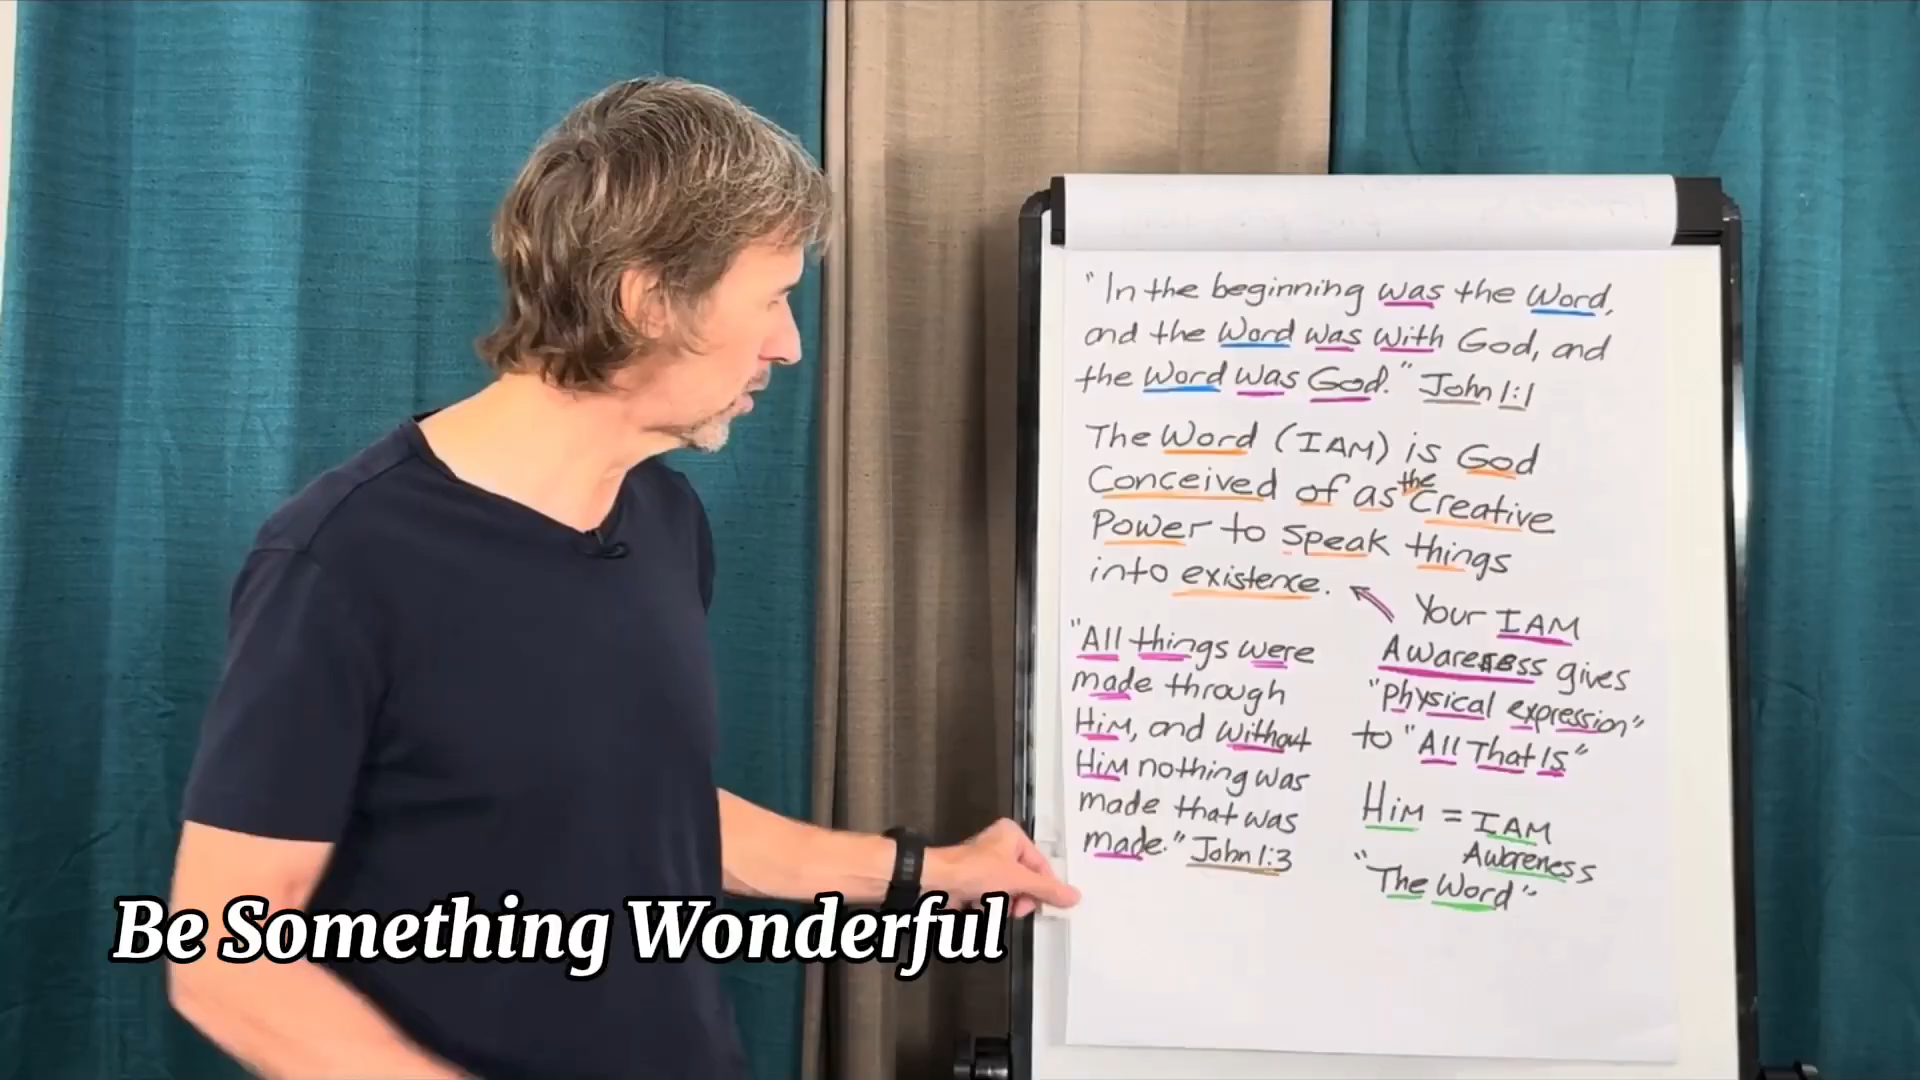 "In the beginning was the Word,
and the Word was with God, and
the Word was God." John 1:1
The Word (I AM) is God
Conceived of as the Creative
Power to speak things
into existence.
"All things were
made through
Him, and without
Him nothing was
made that was
made." John 1:3
Your I AM
Awareness gives
"physical expression"
to "All That Is"
Him = I AM
Awareness
"The Word"
Be Something Wonderful